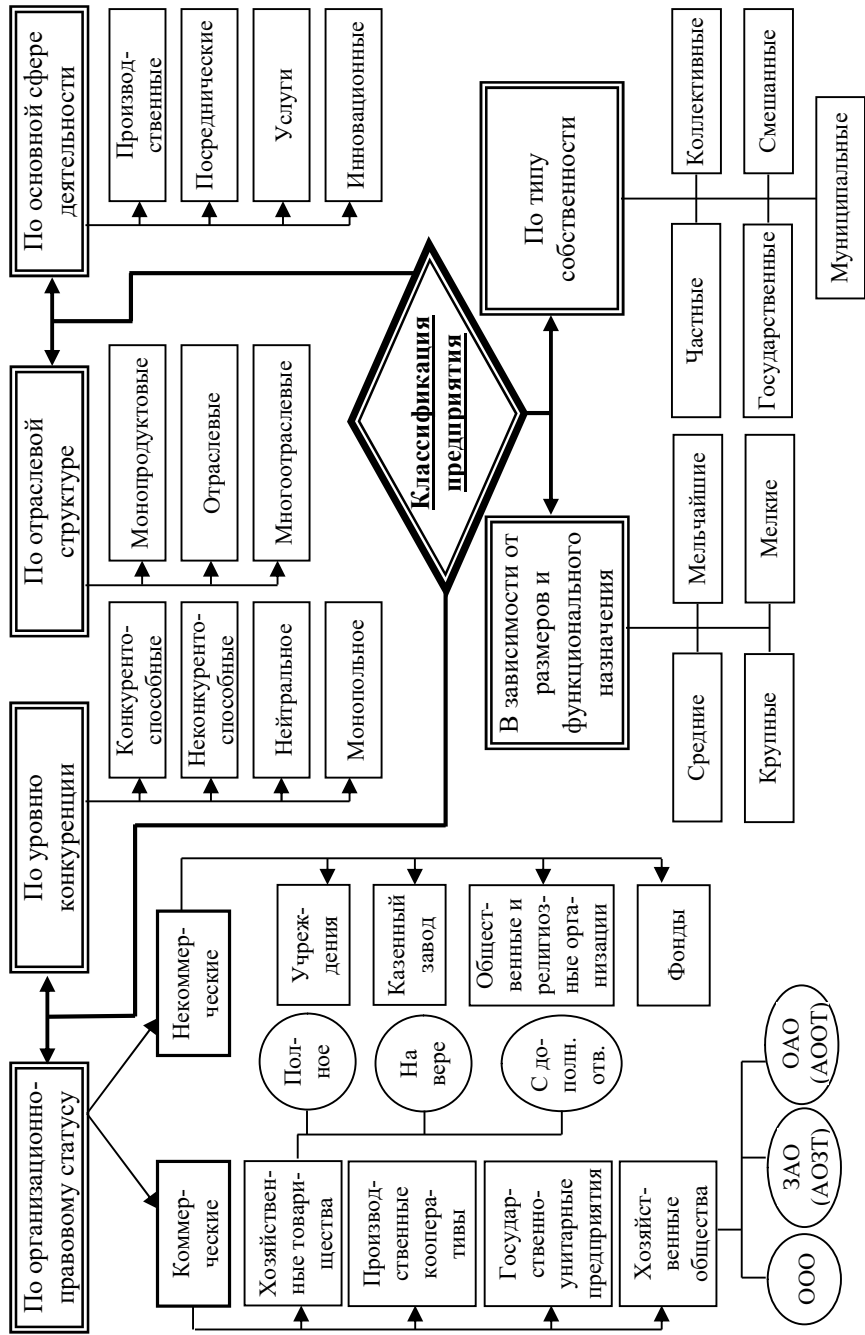 По организационно-
правовому статусу
По уровню
конкуренции
По отраслевой
структуре
По основной сфере
деятельности
Коммер-
ческие
Некоммер-
ческие
Хозяйствен-
ные товари-
щества
Производ-
ственные
коопера-
тивы
Государ-
ственно-
унитарные
предприятия
Хозяйст-
венные
общества
Пол-
ное
На
вере
С до-
полн.
отв.
ООО
ЗАО
(АОЗТ)
ОАО
(АООТ)
Учреж-
дения
Казенный
завод
Общест-
венные и
религиоз-
ные орга-
низации
Фонды
Конкуренто-
способные
Неконкуренто-
способные
Нейтральное
Монопольное
Монопродуктовые
Отраслевые
Многоотраслевые
Производ-
ственные
Посреднические
Услуги
Инновационные
Классификация
предприятия
В зависимости от
размеров и
функционального
назначения
Средние
Мельчайшие
Крупные
Мелкие
По типу
собственности
Частные
Коллективные
Государственные
Смешанные
Муниципальные